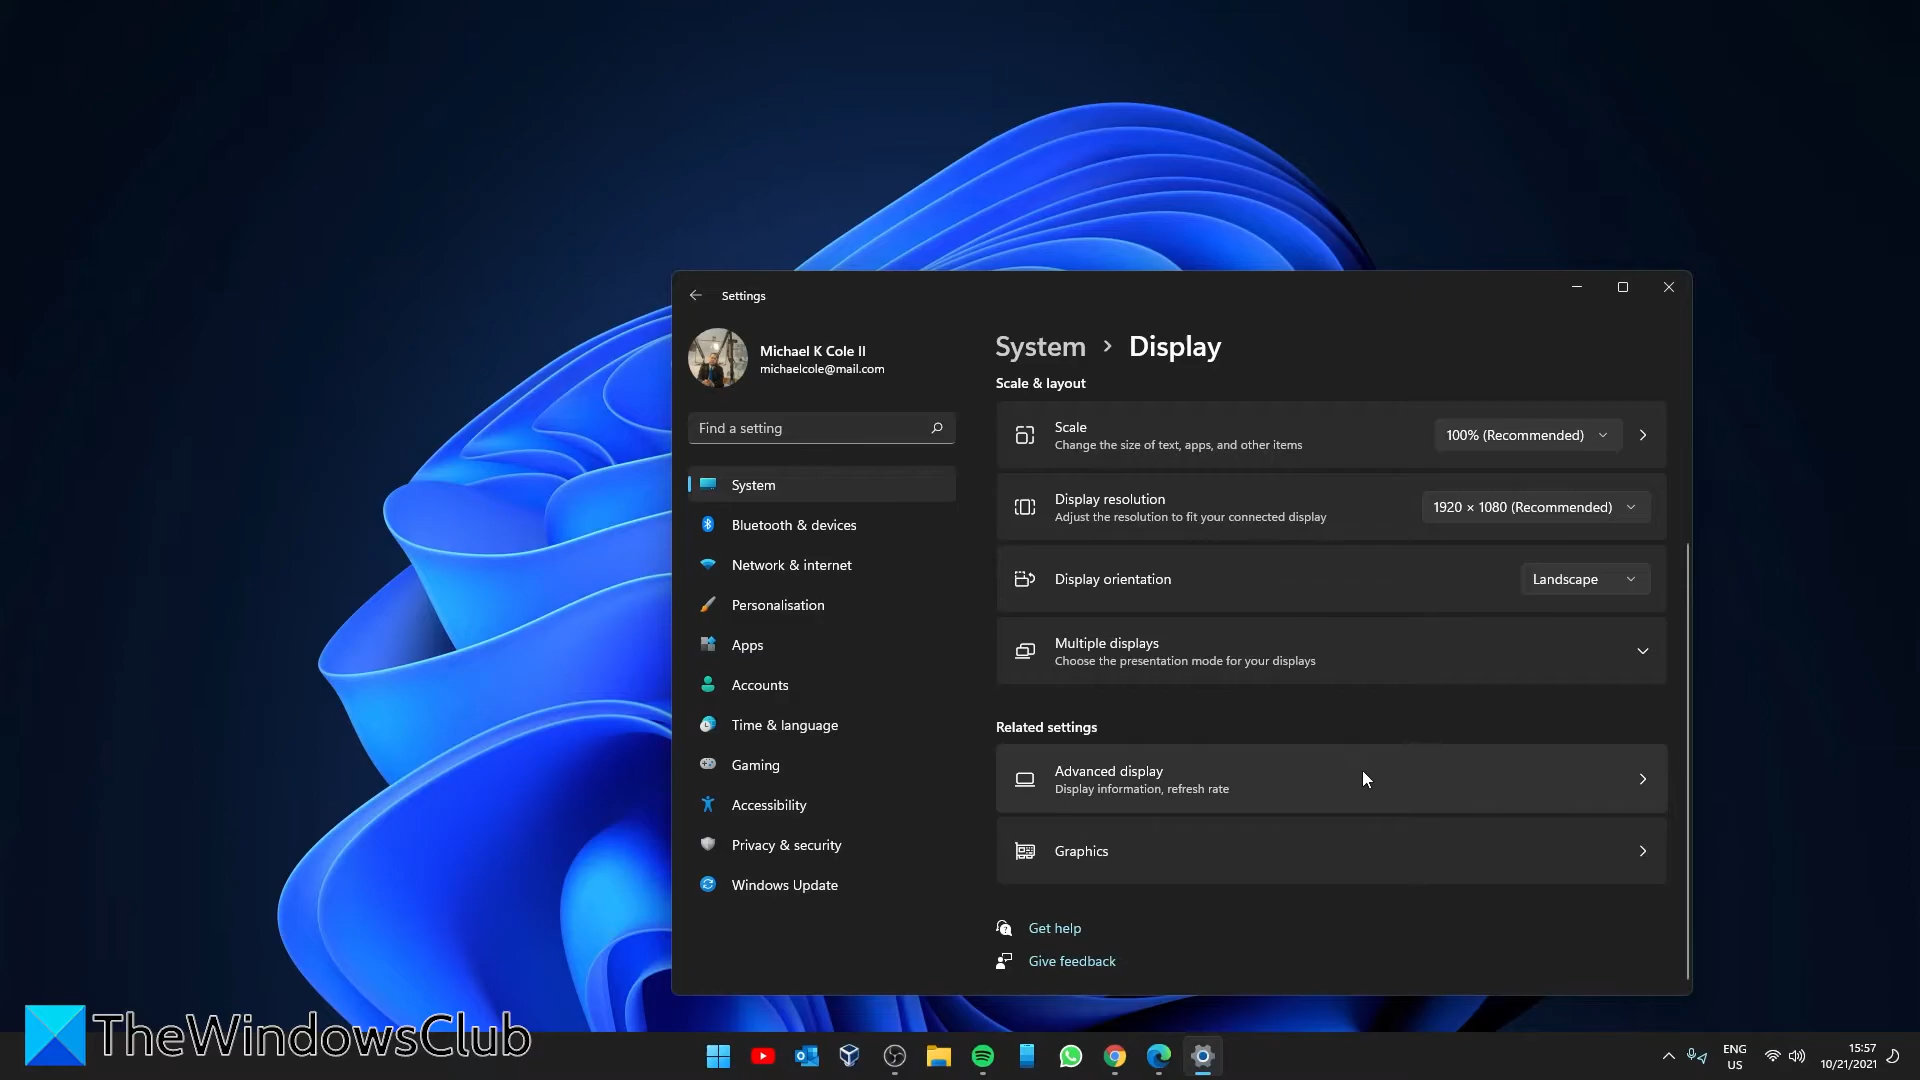 Settings
Michael K Cole II
michaelcole@mail.com
Find a setting
System
Bluetooth & devices
Network & internet
Personalisation
Apps
Accounts
Time & language
Gaming
Accessibility
Privacy & security
Windows Update
System › Display
Scale & layout
Scale
Change the size of text, apps, and other items
100% (Recommended)
Display resolution
Adjust the resolution to fit your connected display
1920 × 1080 (Recommended)
Display orientation
Landscape
Multiple displays
Choose the presentation mode for your displays
Related settings
Advanced display
Display information, refresh rate
Graphics
Get help
Give feedback
TheWindowsClub
ENG
US
15:57
10/21/2021